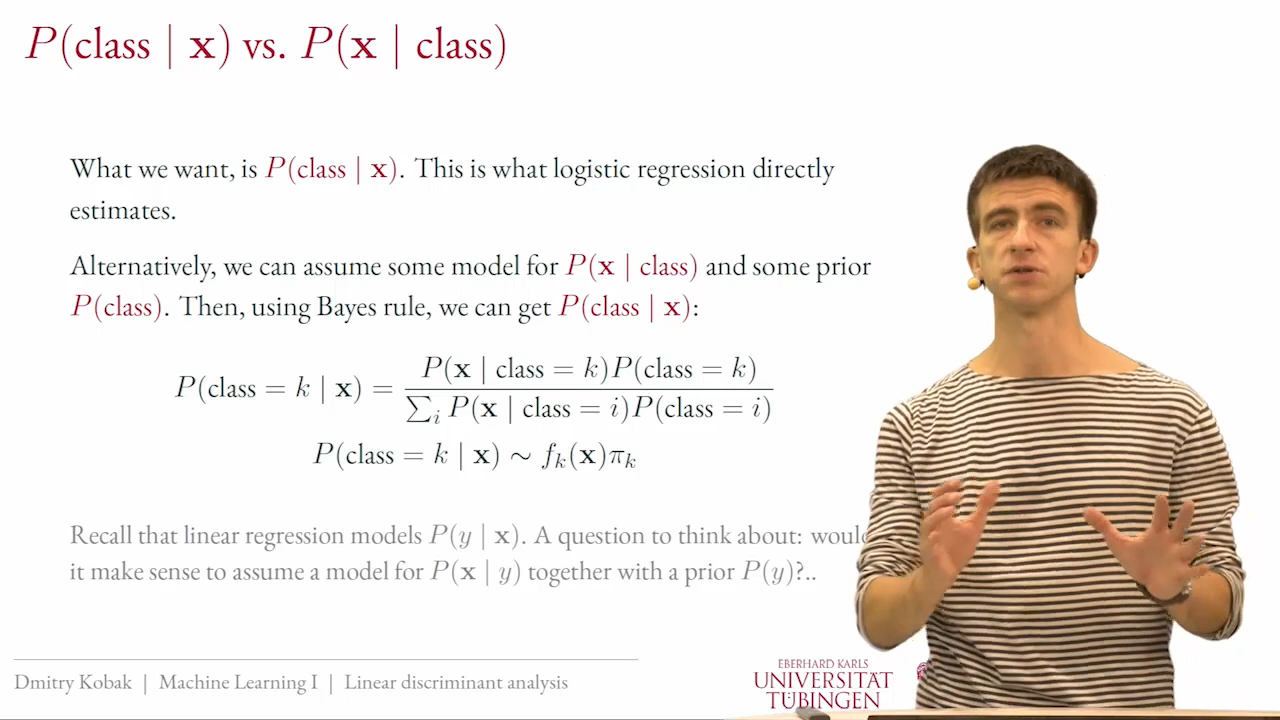 P(class | x) vs. P(x | class)
What we want, is P(class | x). This is what logistic regression directly
estimates.
Alternatively, we can assume some model for P(x | class) and some prior
P(class). Then, using Bayes rule, we can get P(class | x):
P(class = k | x) = P(x | class = k)P(class = k) / ∑ᵢ P(x | class = i)P(class = i)
P(class = k | x) ∼ fₖ(x)πₖ
Recall that linear regression models P(y | x). A question to think about: would
it make sense to assume a model for P(x | y) together with a prior P(y)?..
Dmitry Kobak | Machine Learning I | Linear discriminant analysis
EBERHARD KARLS
UNIVERSITÄT
TÜBINGEN